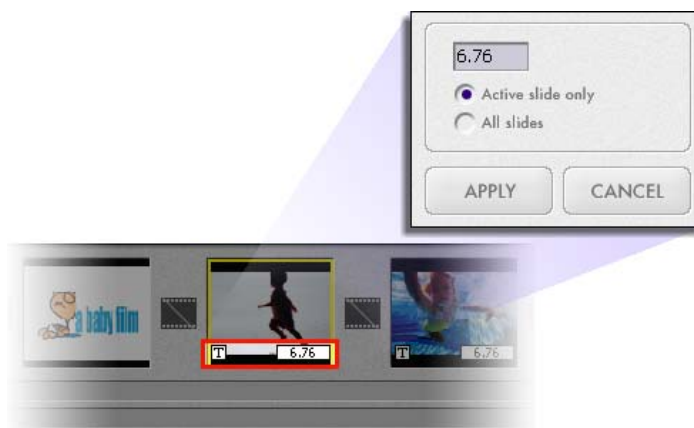 6.76
Active slide only
All slides
APPLY CANCEL
a baby film
T 6.76
T 6.76